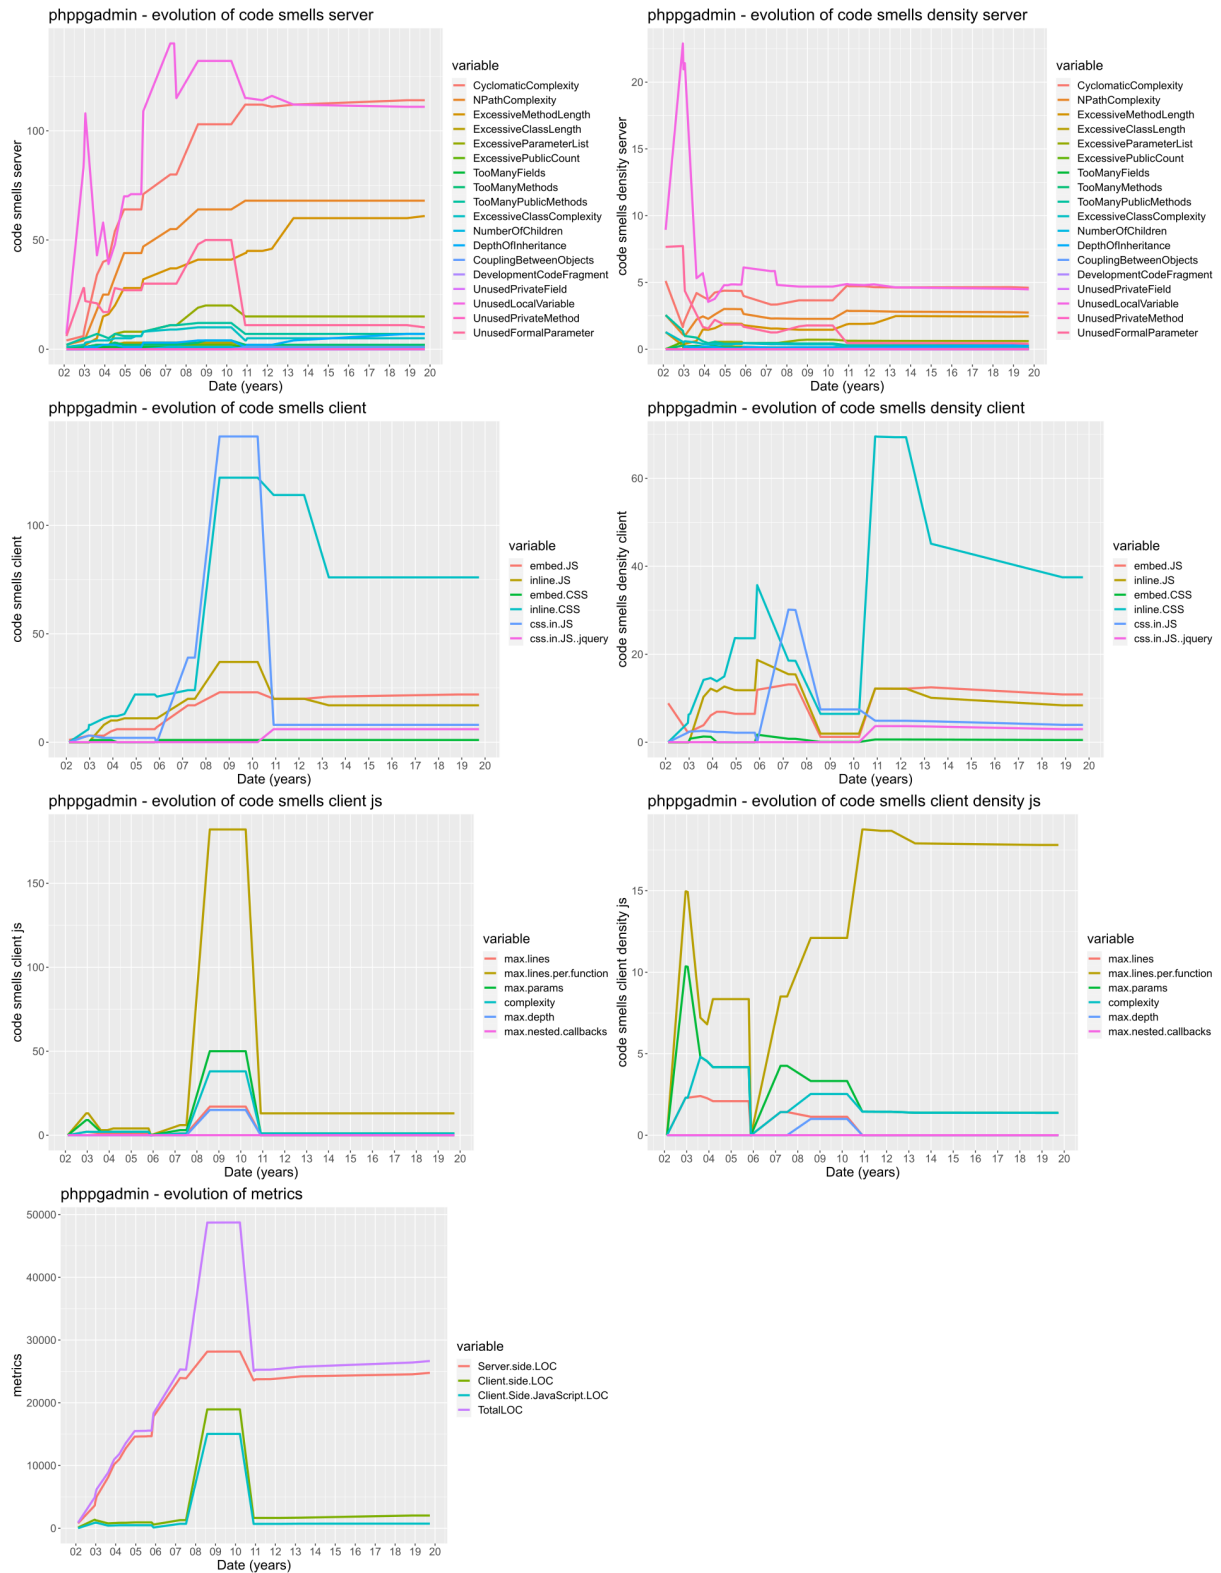 phppgadmin - evolution of code smells server
code smells server
100
50
0
02 03 04 05 06 07 08 09 10 11 12 13 14 15 16 17 18 19 20
Date (years)
variable
CyclomaticComplexity
NPathComplexity
ExcessiveMethodLength
ExcessiveClassLength
ExcessiveParameterList
ExcessivePublicCount
TooManyFields
TooManyMethods
TooManyPublicMethods
ExcessiveClassComplexity
NumberOfChildren
DepthOfInheritance
CouplingBetweenObjects
DevelopmentCodeFragment
UnusedPrivateField
UnusedLocalVariable
UnusedPrivateMethod
UnusedFormalParameter
phppgadmin - evolution of code smells density server
code smells density server
20
15
10
5
0
02 03 04 05 06 07 08 09 10 11 12 13 14 15 16 17 18 19 20
Date (years)
variable
CyclomaticComplexity
NPathComplexity
ExcessiveMethodLength
ExcessiveClassLength
ExcessiveParameterList
ExcessivePublicCount
TooManyFields
TooManyMethods
TooManyPublicMethods
ExcessiveClassComplexity
NumberOfChildren
DepthOfInheritance
CouplingBetweenObjects
DevelopmentCodeFragment
UnusedPrivateField
UnusedLocalVariable
UnusedPrivateMethod
UnusedFormalParameter
phppgadmin - evolution of code smells client
code smells client
100
50
0
02 03 04 05 06 07 08 09 10 11 12 13 14 15 16 17 18 19 20
Date (years)
variable
embed.JS
inline.JS
embed.CSS
inline.CSS
css.in.JS
css.in.JS..jquery
phppgadmin - evolution of code smells density client
code smells density client
60
40
20
0
02 03 04 05 06 07 08 09 10 11 12 13 14 15 16 17 18 19 20
Date (years)
variable
embed.JS
inline.JS
embed.CSS
inline.CSS
css.in.JS
css.in.JS..jquery
phppgadmin - evolution of code smells client js
code smells client js
150
100
50
0
02 03 04 05 06 07 08 09 10 11 12 13 14 15 16 17 18 19 20
Date (years)
variable
max.lines
max.lines.per.function
max.params
complexity
max.depth
max.nested.callbacks
phppgadmin - evolution of code smells client density js
code smells client density js
15
10
5
0
02 03 04 05 06 07 08 09 10 11 12 13 14 15 16 17 18 19 20
Date (years)
variable
max.lines
max.lines.per.function
max.params
complexity
max.depth
max.nested.callbacks
phppgadmin - evolution of metrics
metrics
50000
40000
30000
20000
10000
0
02 03 04 05 06 07 08 09 10 11 12 13 14 15 16 17 18 19 20
Date (years)
variable
Server.side.LOC
Client.side.LOC
Client.Side.JavaScript.LOC
TotalLOC